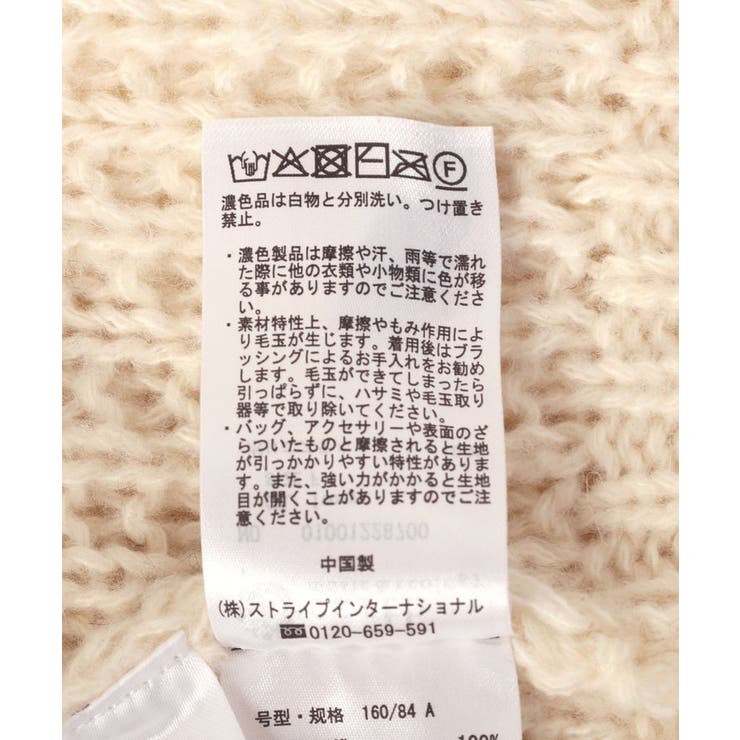 F
濃色品は白物と分別洗い。つけ置き
禁止。
・濃色製品は摩擦や汗、雨等で濡れ
た際に他の衣類や小物類に色が移
る事がありますのでご注意くださ
い。
・素材特性上、摩擦やもみ作用によ
り毛玉が生じます。着用後はブラ
ッシングによるお手入れをお勧め
します。毛玉ができてしまったら
引っぱらずに、ハサミや毛玉取り
器等で取り除いてください。
・バッグ、アクセサリーや表面のざ
らついたものと摩擦されると生地
が引っかかりやすい特性がありま
す。また、強い力がかかると生地
目が開くことがありますのでご注
意ください。
中国製
(株)ストライプインターナショナル
0120-659-591
号型・规格 160/84 A
100%